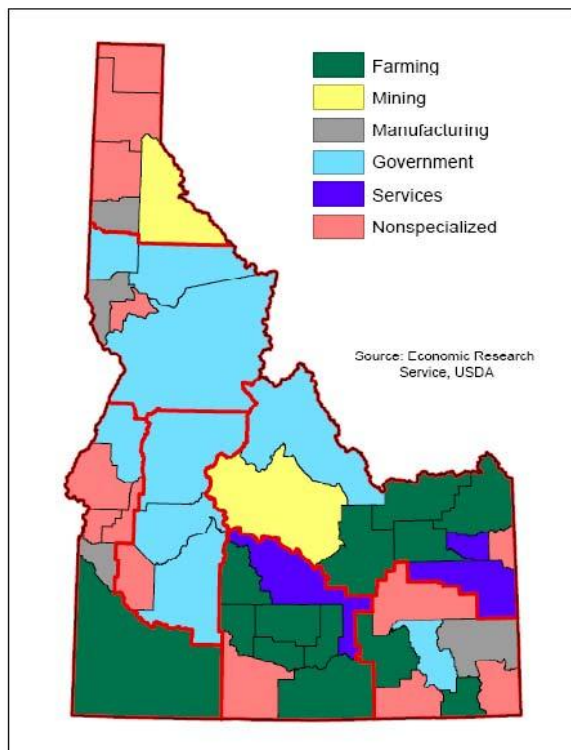 Farming
Mining
Manufacturing
Government
Services
Nonspecialized
Source: Economic Research
Service, USDA